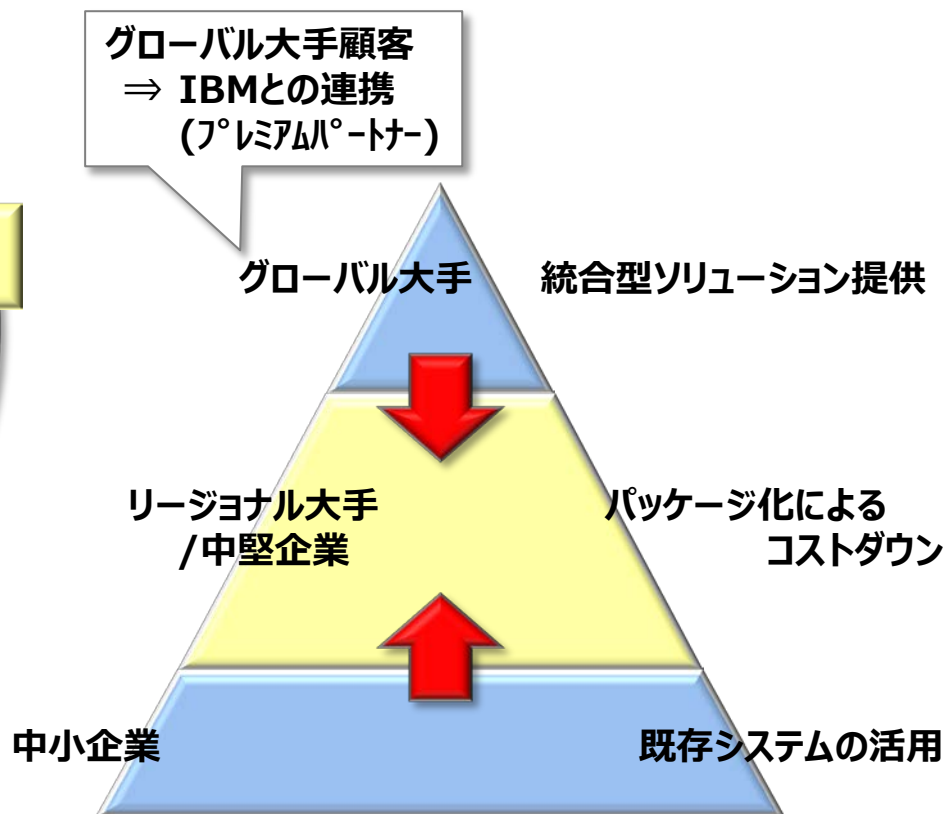 グローバル大手顧客
⇒ IBMとの連携
(ﾌﾟﾚﾐｱﾑﾊﾟｰﾄﾅｰ)
グローバル大手
統合型ソリューション提供
リージョナル大手
/中堅企業
パッケージ化による
コストダウン
中小企業
既存システムの活用